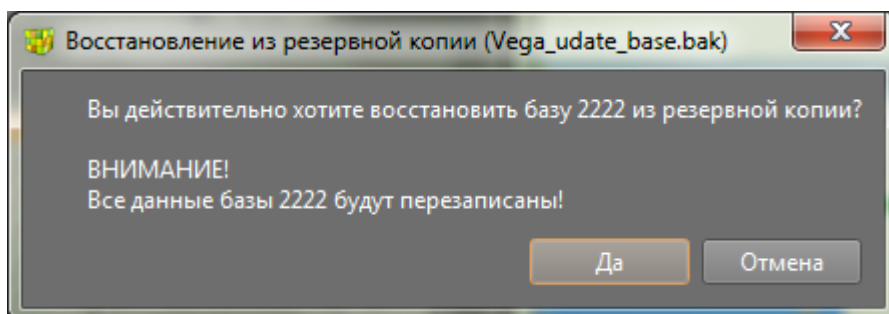 Восстановление из резервной копии (Vega_udate_base.bak)
Вы действительно хотите восстановить базу 2222 из резервной копии?
ВНИМАНИЕ!
Все данные базы 2222 будут перезаписаны!
Да Отмена